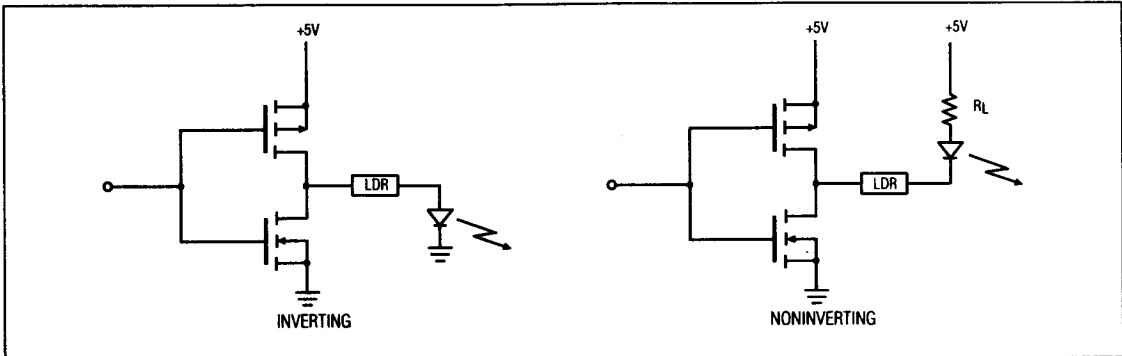 +5V
LDR
INVERTING
+5V
+5V
RL
LDR
NONINVERTING